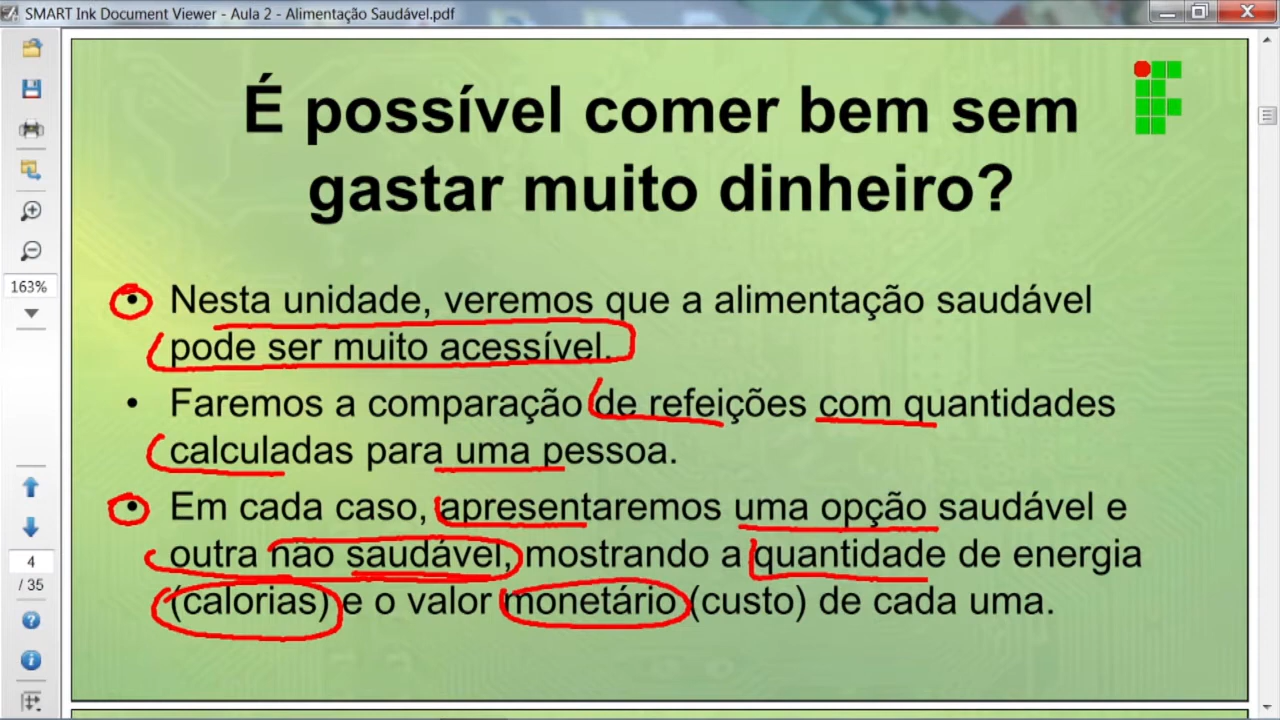 SMART Ink Document Viewer - Aula 2 - Alimentação Saudável.pdf
É possível comer bem sem
gastar muito dinheiro?
• Nesta unidade, veremos que a alimentação saudável
pode ser muito acessível.
• Faremos a comparação de refeições com quantidades
calculadas para uma pessoa.
• Em cada caso, apresentaremos uma opção saudável e
outra não saudável, mostrando a quantidade de energia
(calorias) e o valor monetário (custo) de cada uma.
163%
4
/ 35